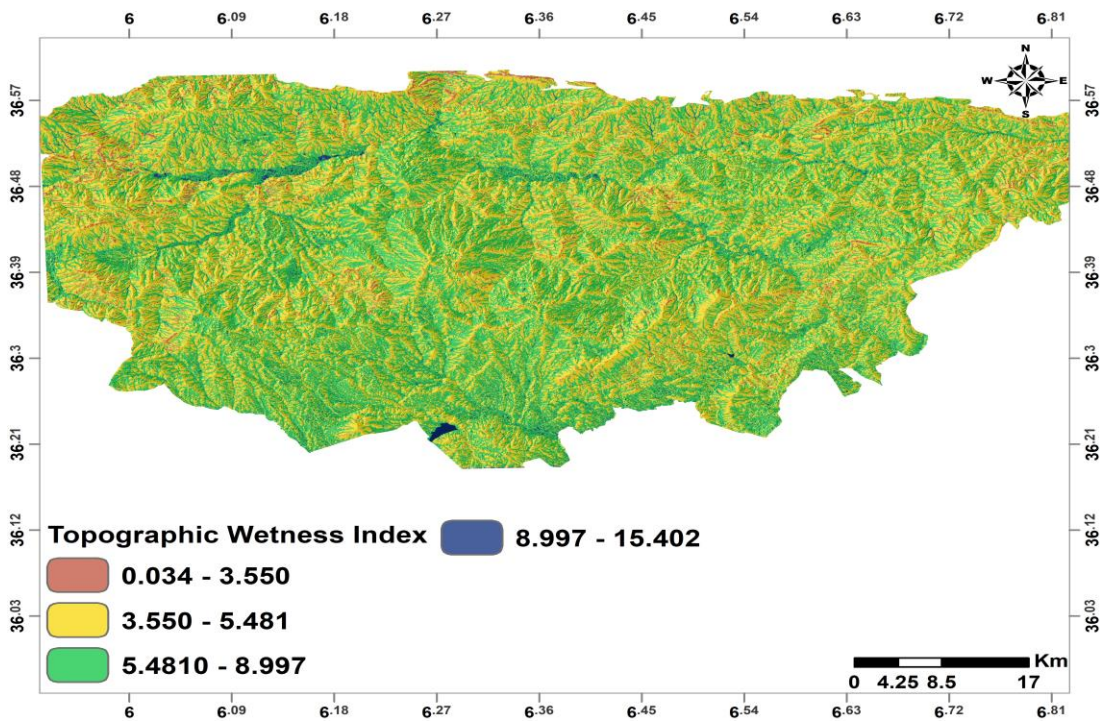 6 6.09 6.18 6.27 6.36 6.45 6.54 6.63 6.72 6.81
N
W E
S
36.57 36.57
36.48 36.48
36.39 36.39
36.3 36.3
36.21 36.21
36.12 36.12
36.03 36.03
Topographic Wetness Index
8.997 - 15.402
0.034 - 3.550
3.550 - 5.481
5.4810 - 8.997
Km
0 4.25 8.5 17
6 6.09 6.18 6.27 6.36 6.45 6.54 6.63 6.72 6.81